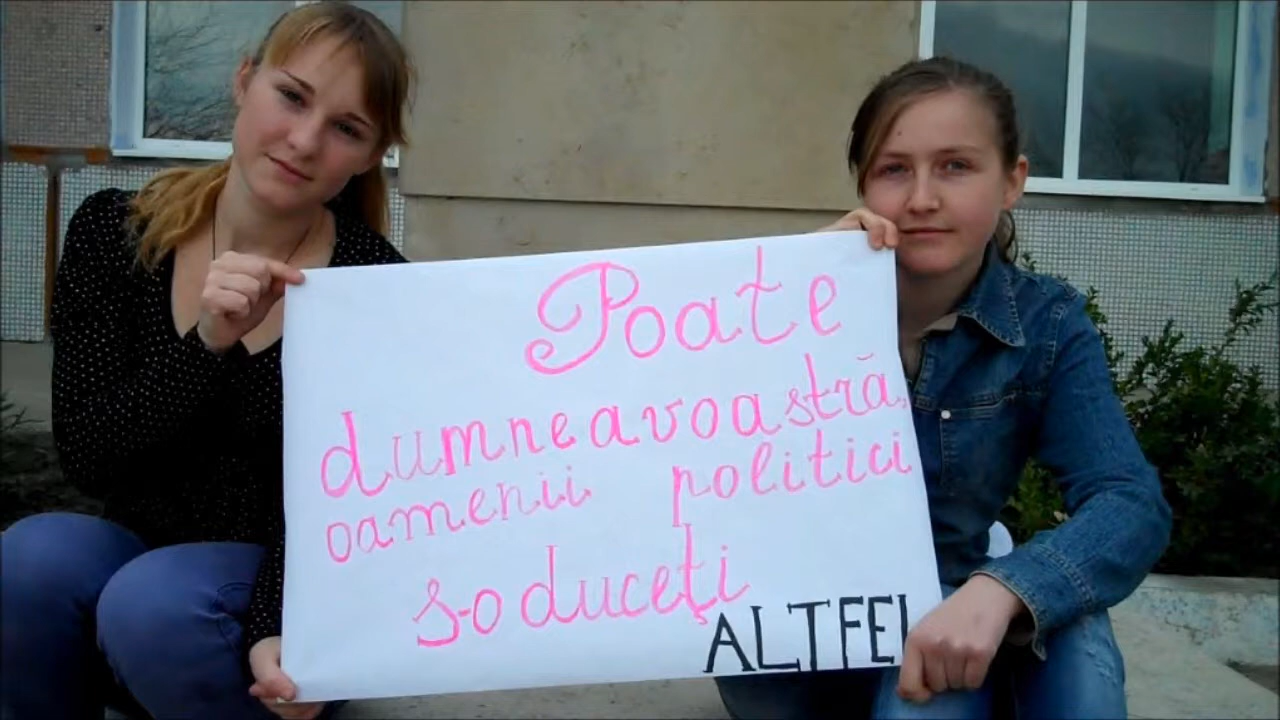 Poate
dumneavoastră,
oamenii politici
s-o duceţi
ALTFEL